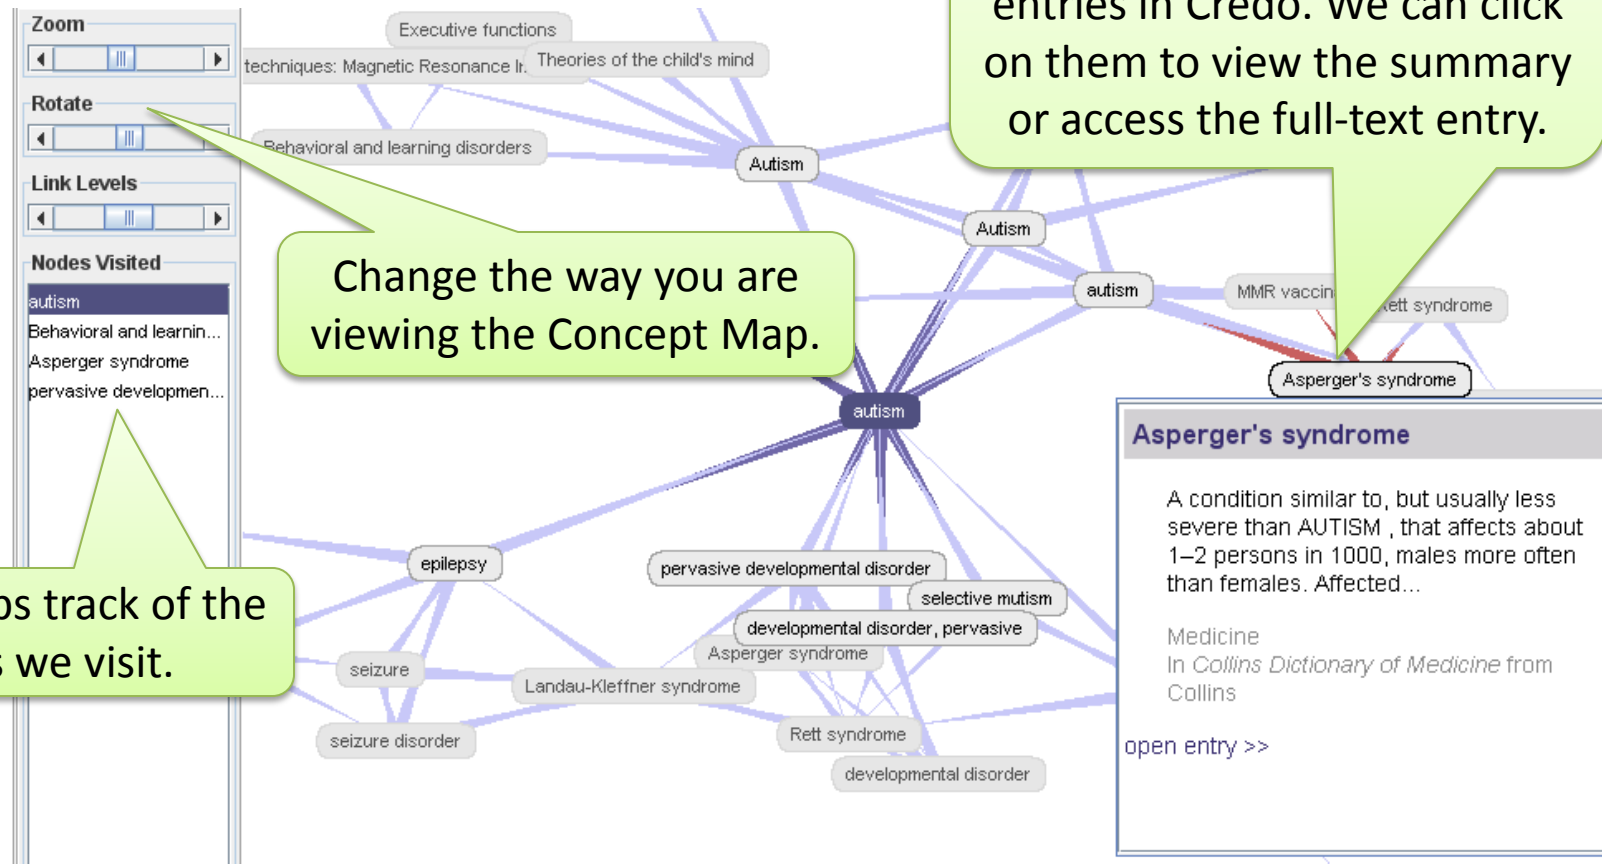 Zoom
Rotate
Link Levels
Nodes Visited
autism
Behavioral and learnin...
Asperger syndrome
pervasive developmen...
Executive functions
techniques: Magnetic Resonance
Theories of the child's mind
Behavioral and learning disorders
Autism
Autism
autism
MMR
syndrome
Asperger's syndrome
autism
epilepsy
pervasive developmental disorder
selective mutism
developmental disorder, pervasive
Asperger syndrome
seizure
Landau-Kleffner syndrome
seizure disorder
Rett syndrome
developmental disorder
entries in Credo. We can click
on them to view the summary
or access the full-text entry.
Change the way you are
viewing the Concept Map.
track of the
we visit.
Asperger's syndrome
A condition similar to, but usually less
severe than AUTISM , that affects about
1–2 persons in 1000, males more often
than females. Affected...
Medicine
In Collins Dictionary of Medicine from
Collins
open entry >>